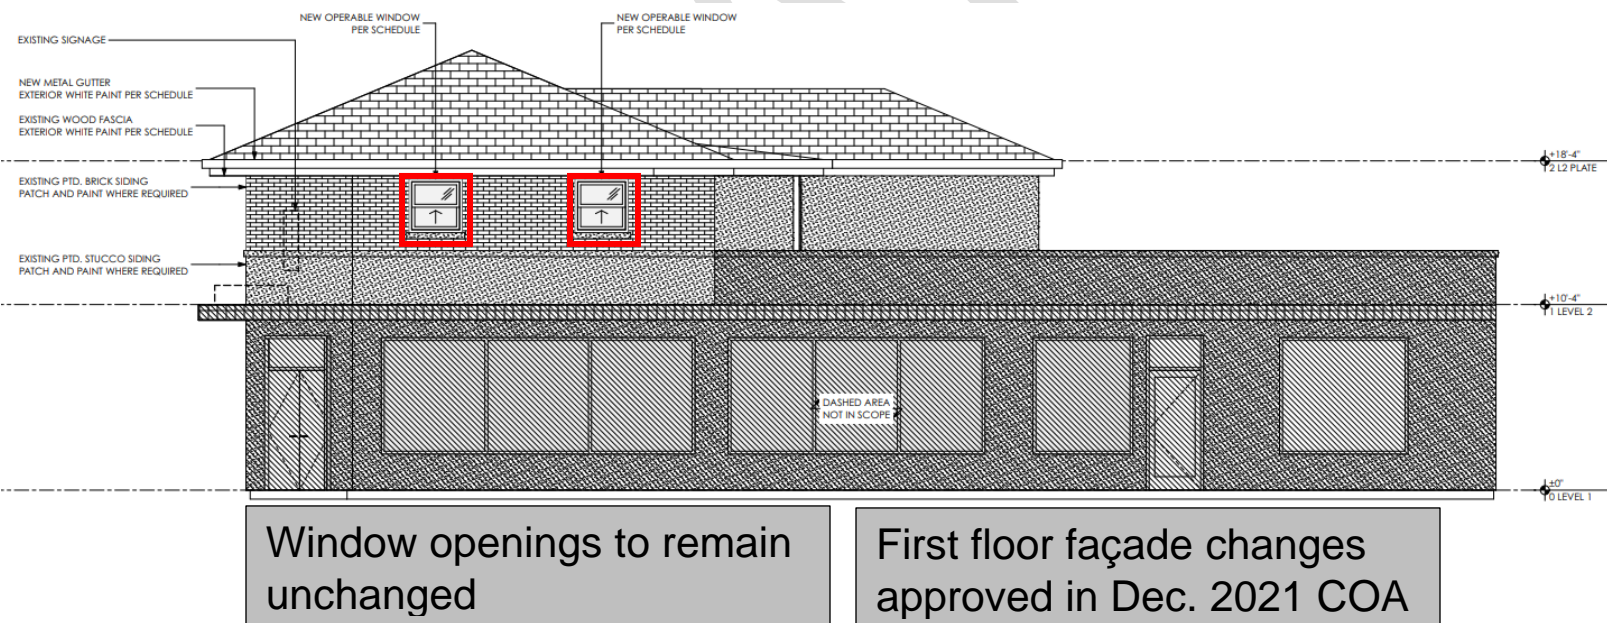 NEW OPERABLE WINDOW
PER SCHEDULE
NEW OPERABLE WINDOW
PER SCHEDULE
EXISTING SIGNAGE
NEW METAL GUTTER
EXTERIOR WHITE PAINT PER SCHEDULE
EXISTING WOOD FASCIA
EXTERIOR WHITE PAINT PER SCHEDULE
+18'-4"
2 L2 PLATE
EXISTING PTD. BRICK SIDING
PATCH AND PAINT WHERE REQUIRED
EXISTING PTD. STUCCO SIDING
PATCH AND PAINT WHERE REQUIRED
+10'-4"
1 LEVEL 2
DASHED AREA
NOT IN SCOPE
±0"
0 LEVEL 1
Window openings to remain
unchanged
First floor façade changes
approved in Dec. 2021 COA